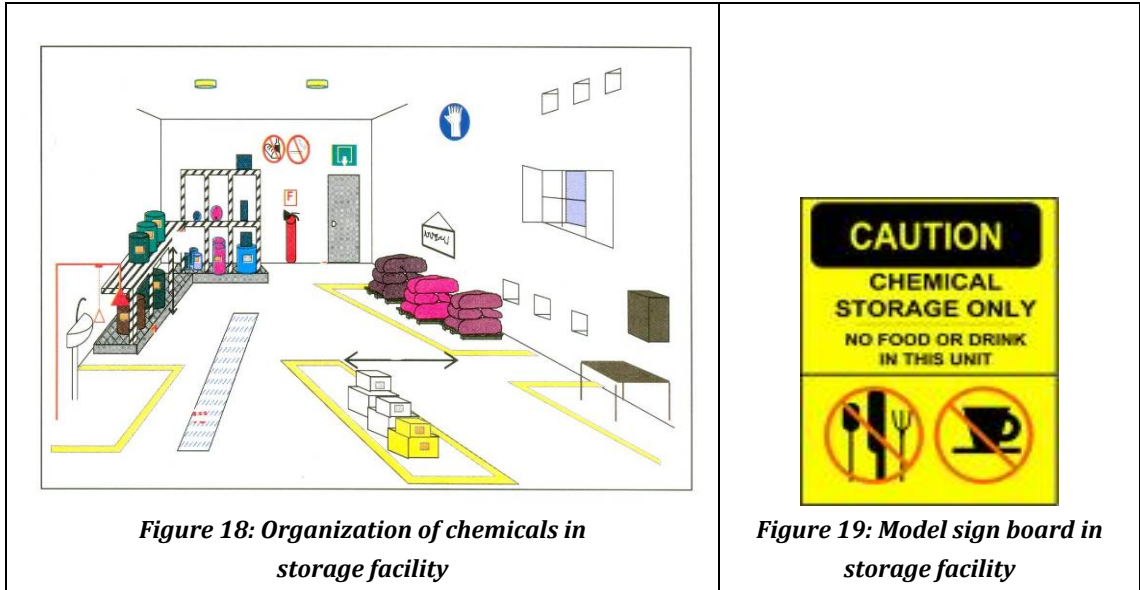 F
Figure 18: Organization of chemicals in
storage facility
CAUTION
CHEMICAL
STORAGE ONLY
NO FOOD OR DRINK
IN THIS UNIT
Figure 19: Model sign board in
storage facility